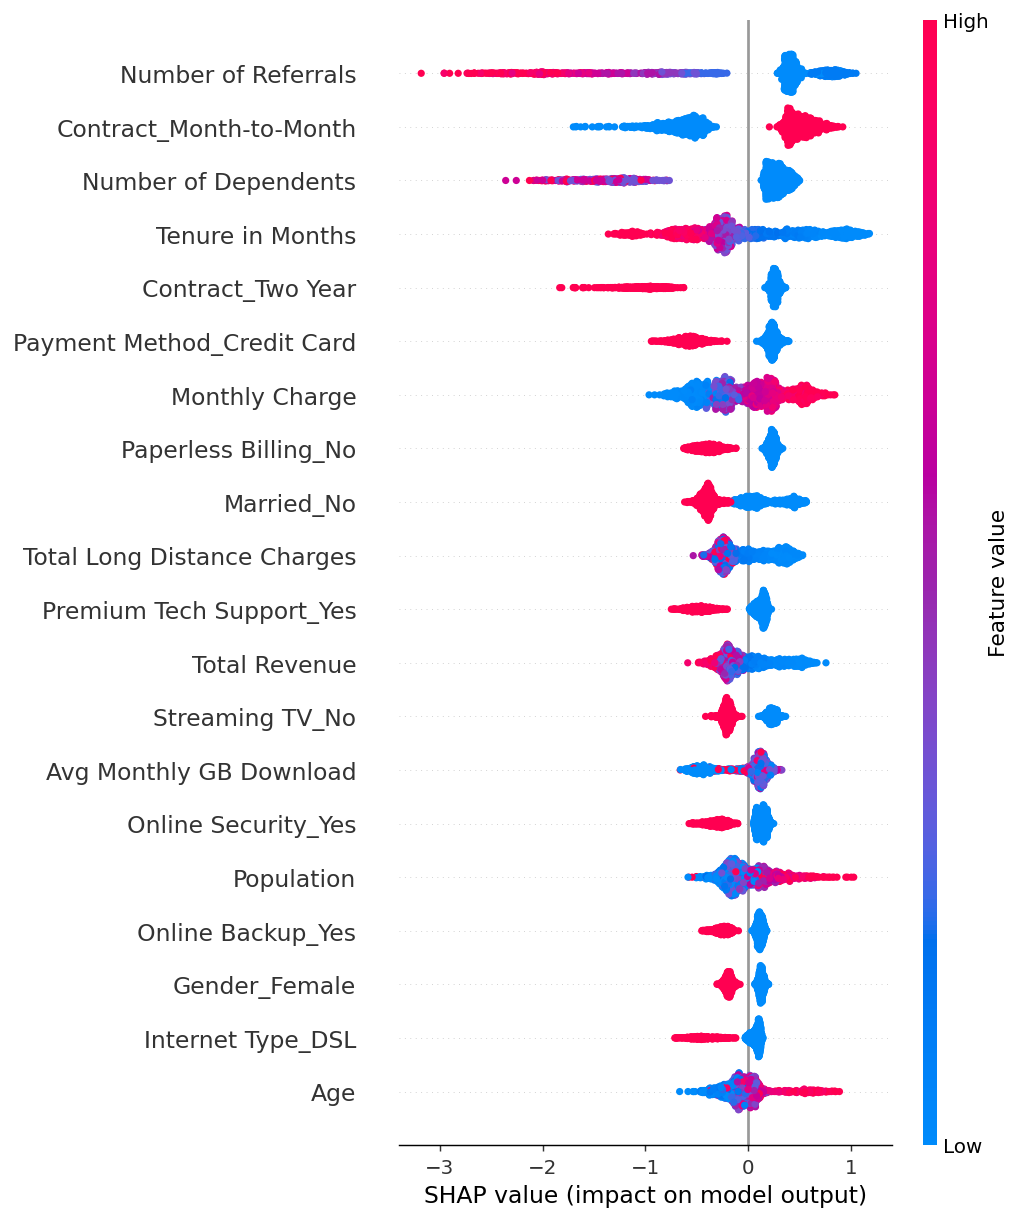 High
Number of Referrals
Contract_Month-to-Month
Number of Dependents
Tenure in Months
Contract_Two Year
Payment Method_Credit Card
Monthly Charge
Paperless Billing_No
Married_No
Total Long Distance Charges
Premium Tech Support_Yes
Total Revenue
Streaming TV_No
Avg Monthly GB Download
Online Security_Yes
Population
Online Backup_Yes
Gender_Female
Internet Type_DSL
Age
Feature value
Low
−3 −2 −1 0 1
SHAP value (impact on model output)